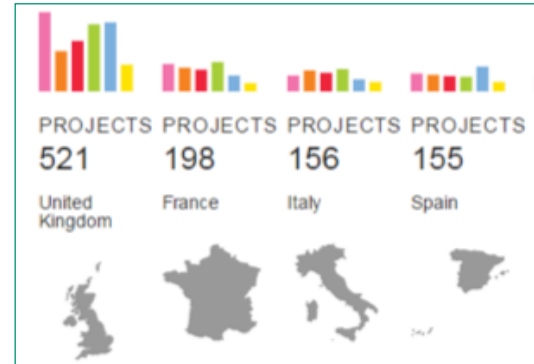 PROJECTS PROJECTS PROJECTS PROJECTS
521 198 156 155
United Kingdom France Italy Spain